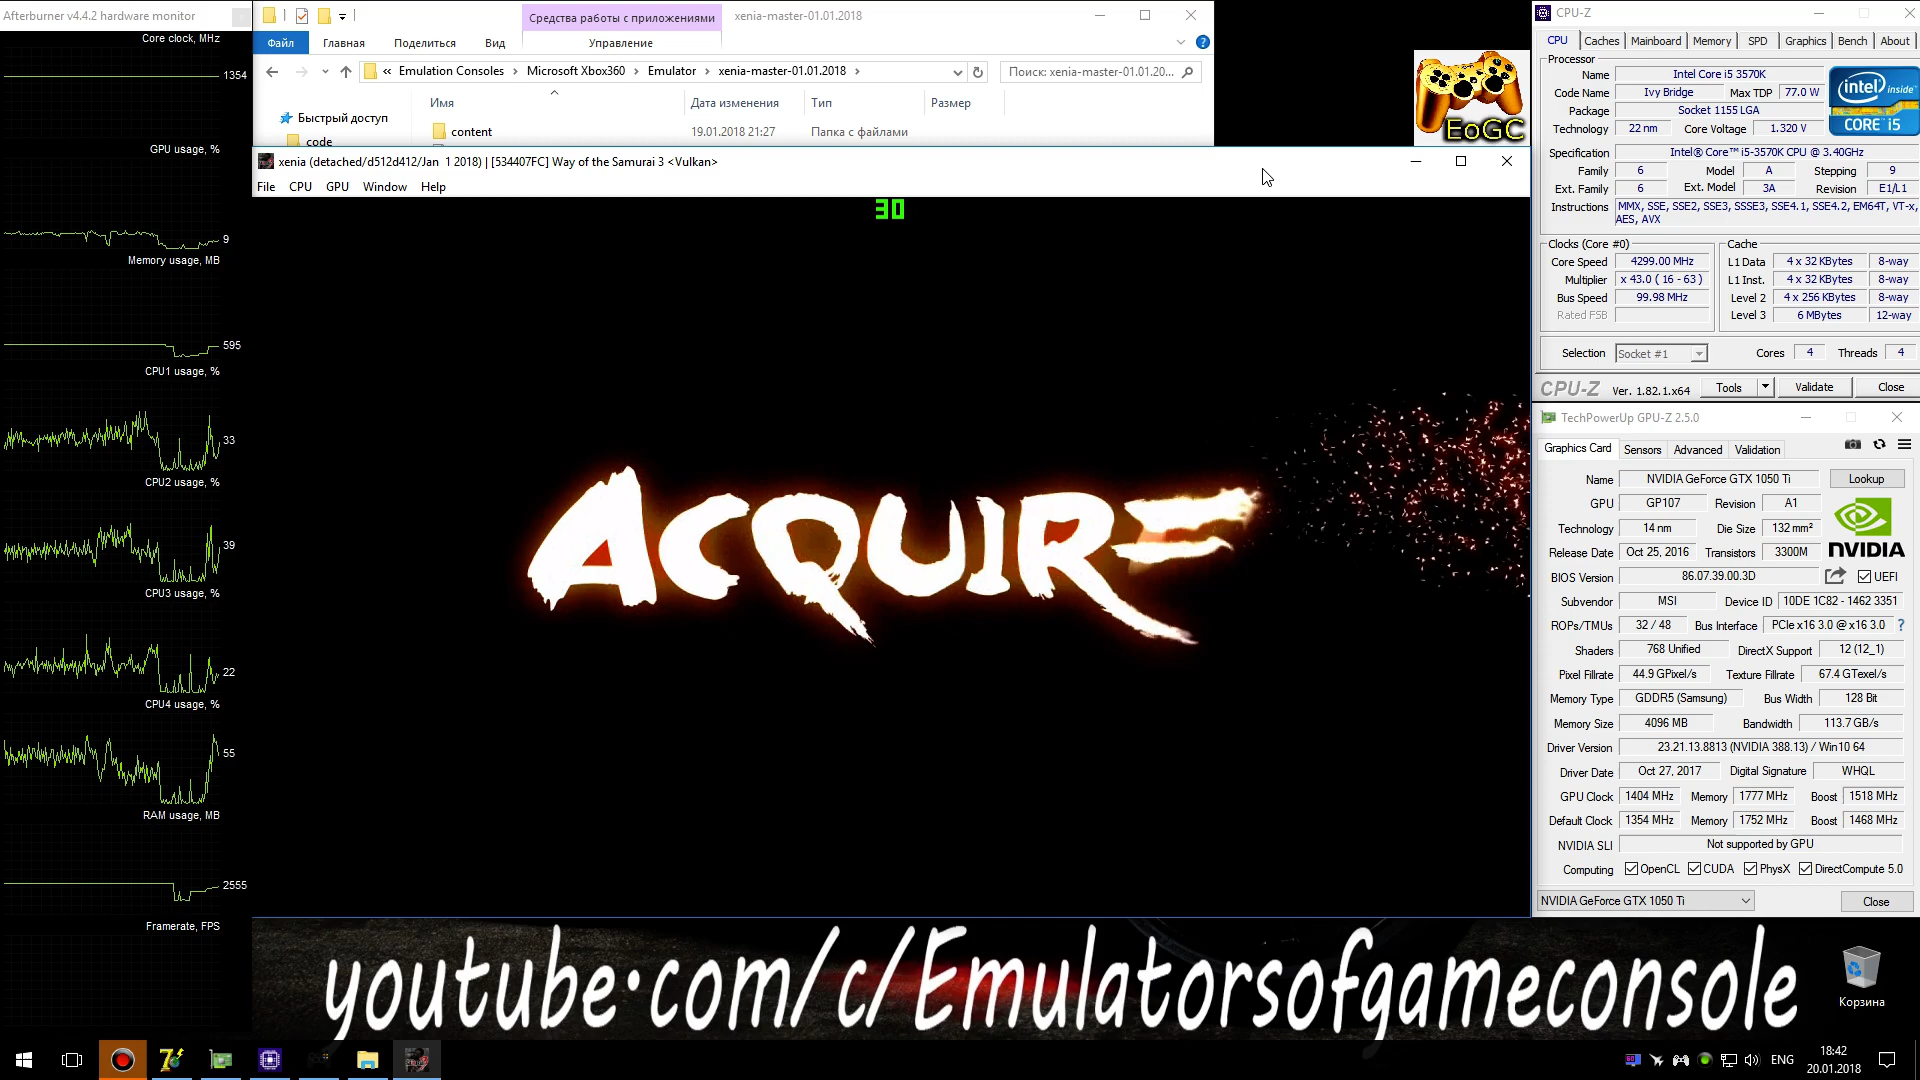 Afterburner v4.4.2 hardware monitor
Core clock, MHz
1354
GPU usage, %
9
Memory usage, MB
595
CPU1 usage, %
33
CPU2 usage, %
39
CPU3 usage, %
22
CPU4 usage, %
55
RAM usage, MB
2555
Framerate, FPS
Средства работы с приложениями
xenia-master-01.01.2018
Файл Главная Поделиться Вид Управление
« Emulation Consoles > Microsoft Xbox360 > Emulator > xenia-master-01.01.2018 >
Поиск: xenia-master-01.01.20...
Имя Дата изменения Тип Размер
Быстрый доступ
code
content 19.01.2018 21:27 Папка с файлами
EoGC
xenia (detached/d512d412/Jan 1 2018) | [534407FC] Way of the Samurai 3 <Vulkan>
File CPU GPU Window Help
30
ACQUIRE
CPU-Z
CPU Caches Mainboard Memory SPD Graphics Bench About
Processor
Name Intel Core i5 3570K
Code Name Ivy Bridge Max TDP 77.0 W
Package Socket 1155 LGA
Technology 22 nm Core Voltage 1.320 V
intel inside™
CORE i5
Specification Intel® Core™ i5-3570K CPU @ 3.40GHz
Family 6 Model A Stepping 9
Ext. Family 6 Ext. Model 3A Revision E1/L1
Instructions MMX, SSE, SSE2, SSE3, SSSE3, SSE4.1, SSE4.2, EM64T, VT-x,
AES, AVX
Clocks (Core #0) Cache
Core Speed 4299.00 MHz L1 Data 4 x 32 KBytes 8-way
Multiplier x 43.0 ( 16 - 63 ) L1 Inst. 4 x 32 KBytes 8-way
Bus Speed 99.98 MHz Level 2 4 x 256 KBytes 8-way
Rated FSB Level 3 6 MBytes 12-way
Selection Socket #1 Cores 4 Threads 4
CPU-Z Ver. 1.82.1.x64 Tools Validate Close
TechPowerUp GPU-Z 2.5.0
Graphics Card Sensors Advanced Validation
Name NVIDIA GeForce GTX 1050 Ti Lookup
GPU GP107 Revision A1
Technology 14 nm Die Size 132 mm²
Release Date Oct 25, 2016 Transistors 3300M
NVIDIA
BIOS Version 86.07.39.00.3D UEFI
Subvendor MSI Device ID 10DE 1C82 - 1462 3351
ROPs/TMUs 32 / 48 Bus Interface PCIe x16 3.0 @ x16 3.0 ?
Shaders 768 Unified DirectX Support 12 (12_1)
Pixel Fillrate 44.9 GPixel/s Texture Fillrate 67.4 GTexel/s
Memory Type GDDR5 (Samsung) Bus Width 128 Bit
Memory Size 4096 MB Bandwidth 113.7 GB/s
Driver Version 23.21.13.8813 (NVIDIA 388.13) / Win10 64
Driver Date Oct 27, 2017 Digital Signature WHQL
GPU Clock 1404 MHz Memory 1777 MHz Boost 1518 MHz
Default Clock 1354 MHz Memory 1752 MHz Boost 1468 MHz
NVIDIA SLI Not supported by GPU
Computing OpenCL CUDA PhysX DirectCompute 5.0
NVIDIA GeForce GTX 1050 Ti Close
youtube.com/c/Emulatorsofgameconsole
Корзина
ENG
18:42
20.01.2018